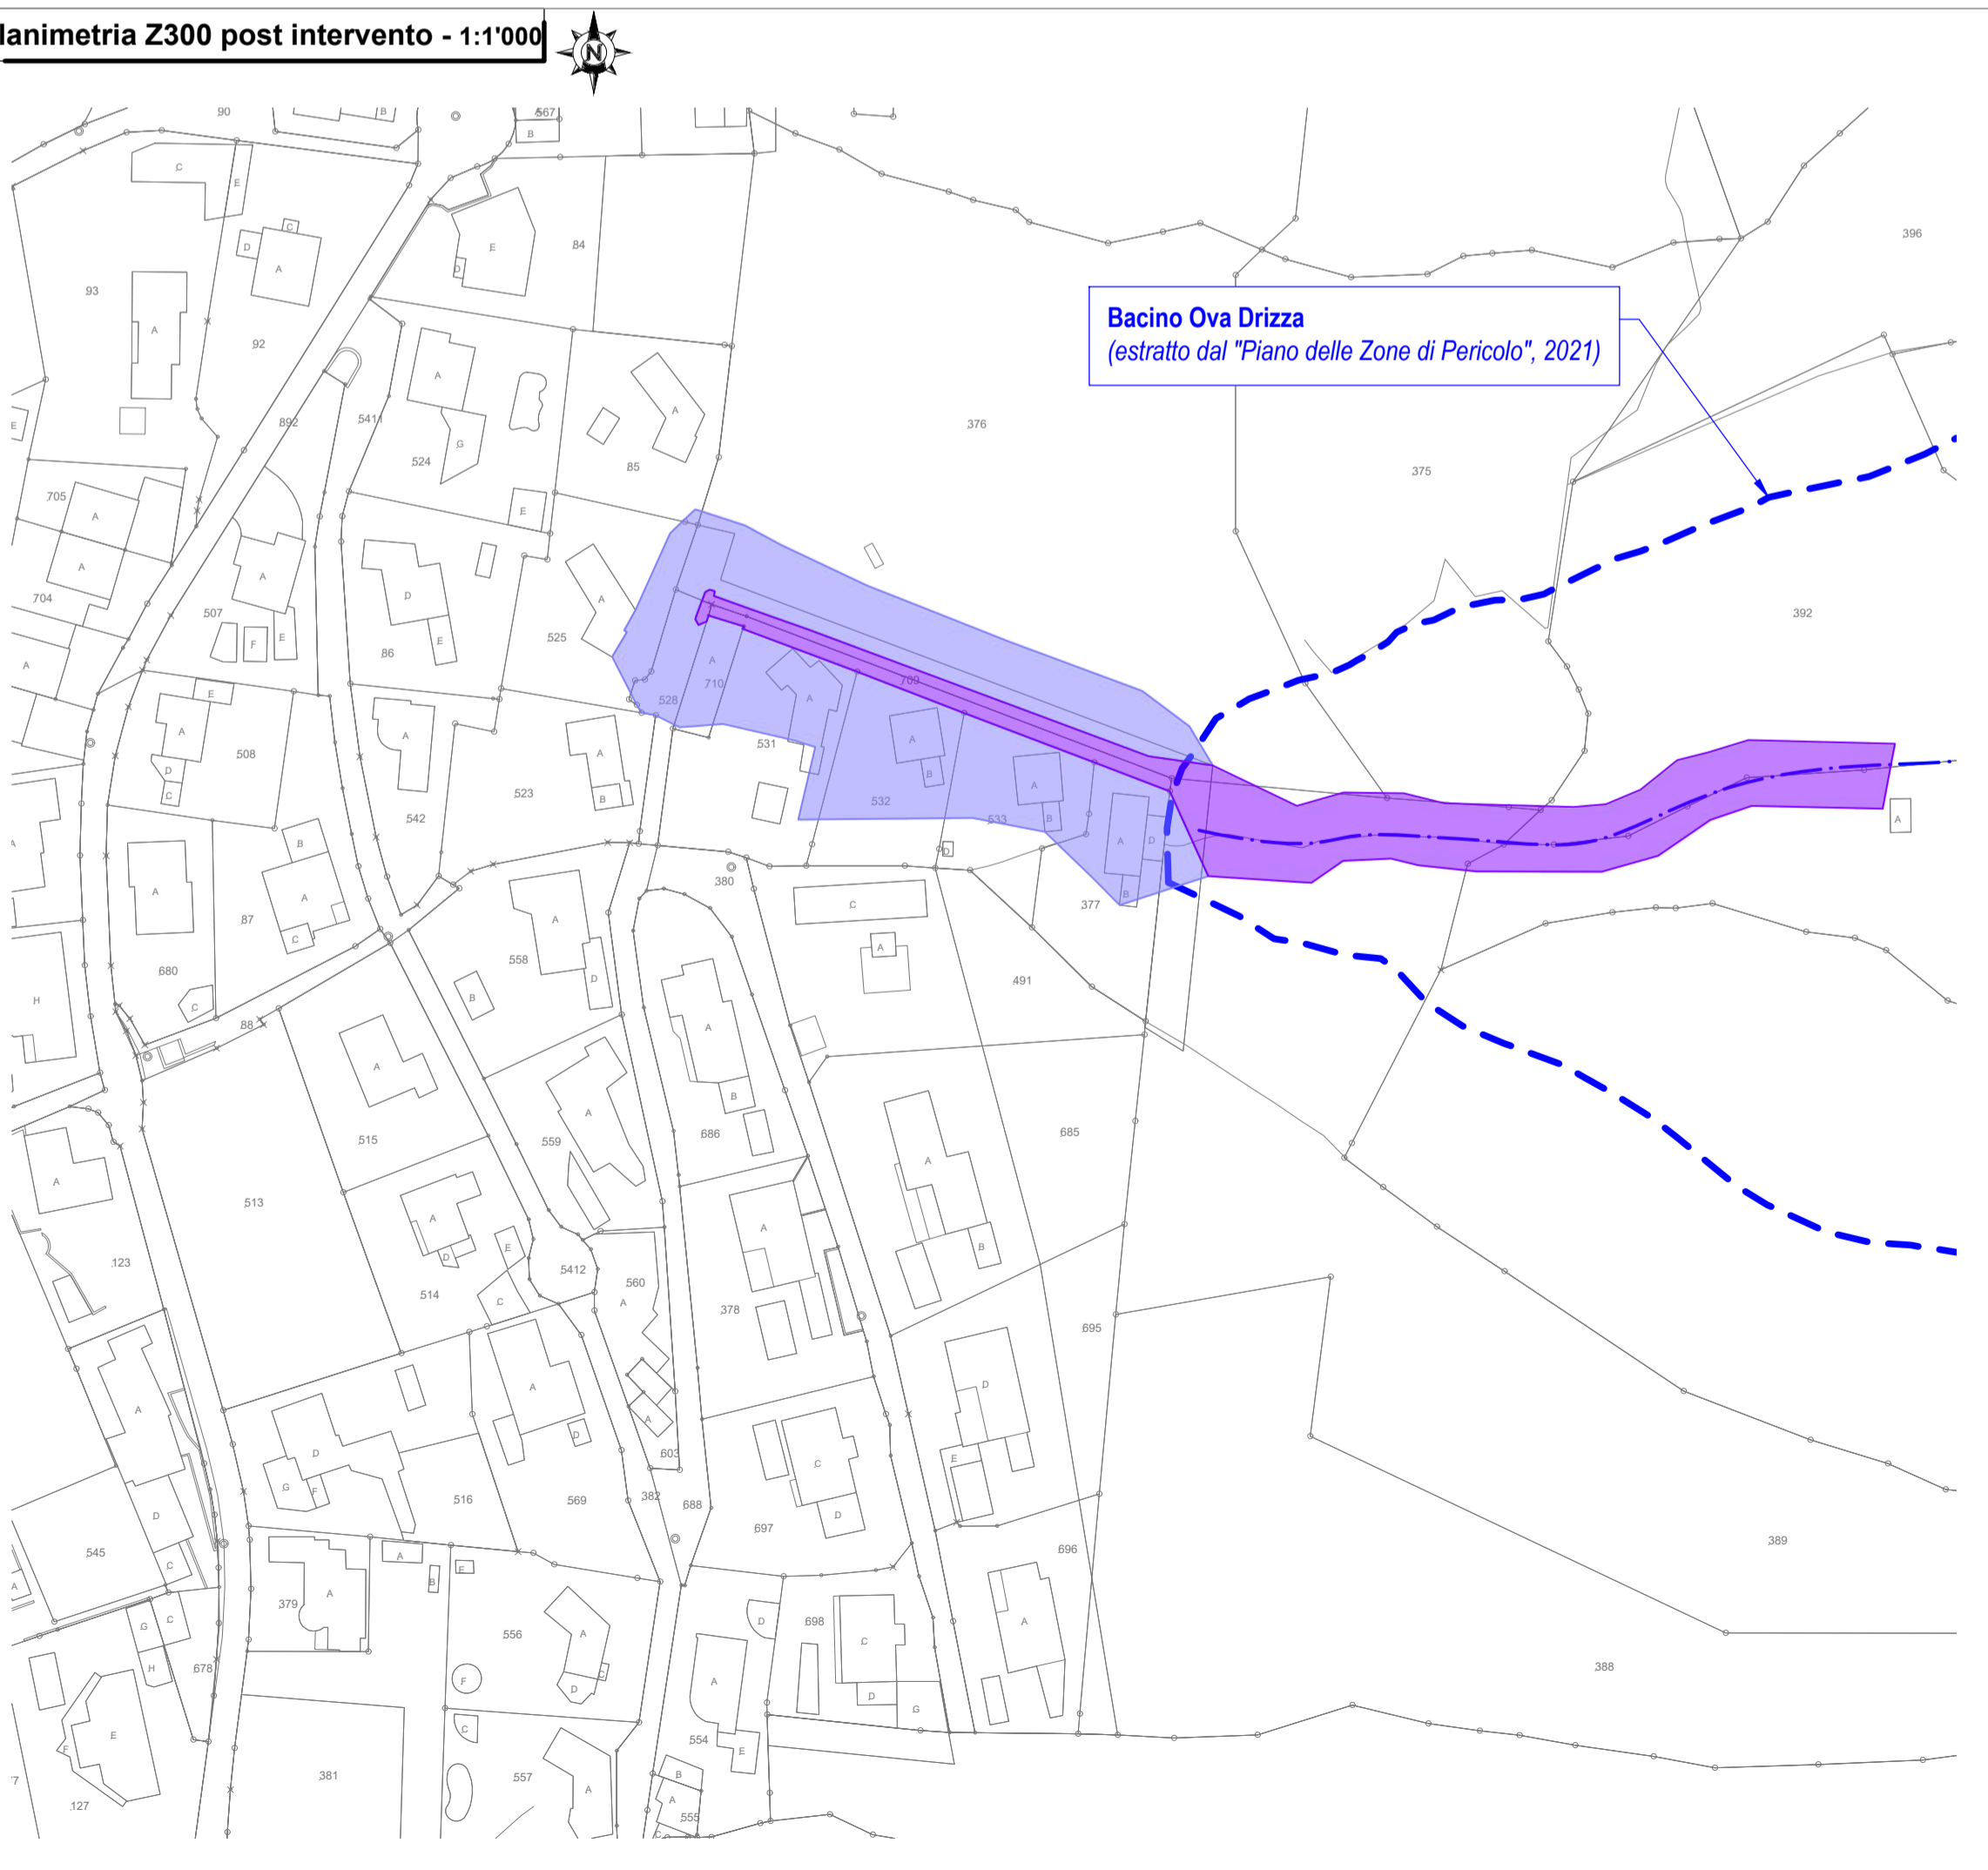 lanimetria Z300 post intervento - 1:1'000
N
Bacino Ova Drizza
(estratto dal "Piano delle Zone di Pericolo", 2021)
90
B
A
567
B
C
E
84
E
D
396
C
D
A
93
A
92
A
G
A
892
5411
524
85
376
375
E
705
A
E
A
A
704
507
F
E
D
E
86
A
525
392
A
E
A
D
C
508
A
542
A
B
523
528
A
710
A
709
531
A
B
532
A
B
533
A
D
B
A
A
B
A
C
87
A
680
C
558
A
D
B
380
C
D
377
A
491
H
88
A
515
A
559
A
B
686
685
A
A
513
A
D
E
C
514
5412
560
A
A
378
A
B
695
123
A
A
D
G
F
516
A
D
569
603
A
382
688
C
D
697
D
E
696
389
545
D
C
A
379
A
A
B
F
G
C
H
678
556
A
C
D
F
698
D
C
D
G
A
388
E
F
381
C
557
A
A
E
554
B
A
C
555
77
127